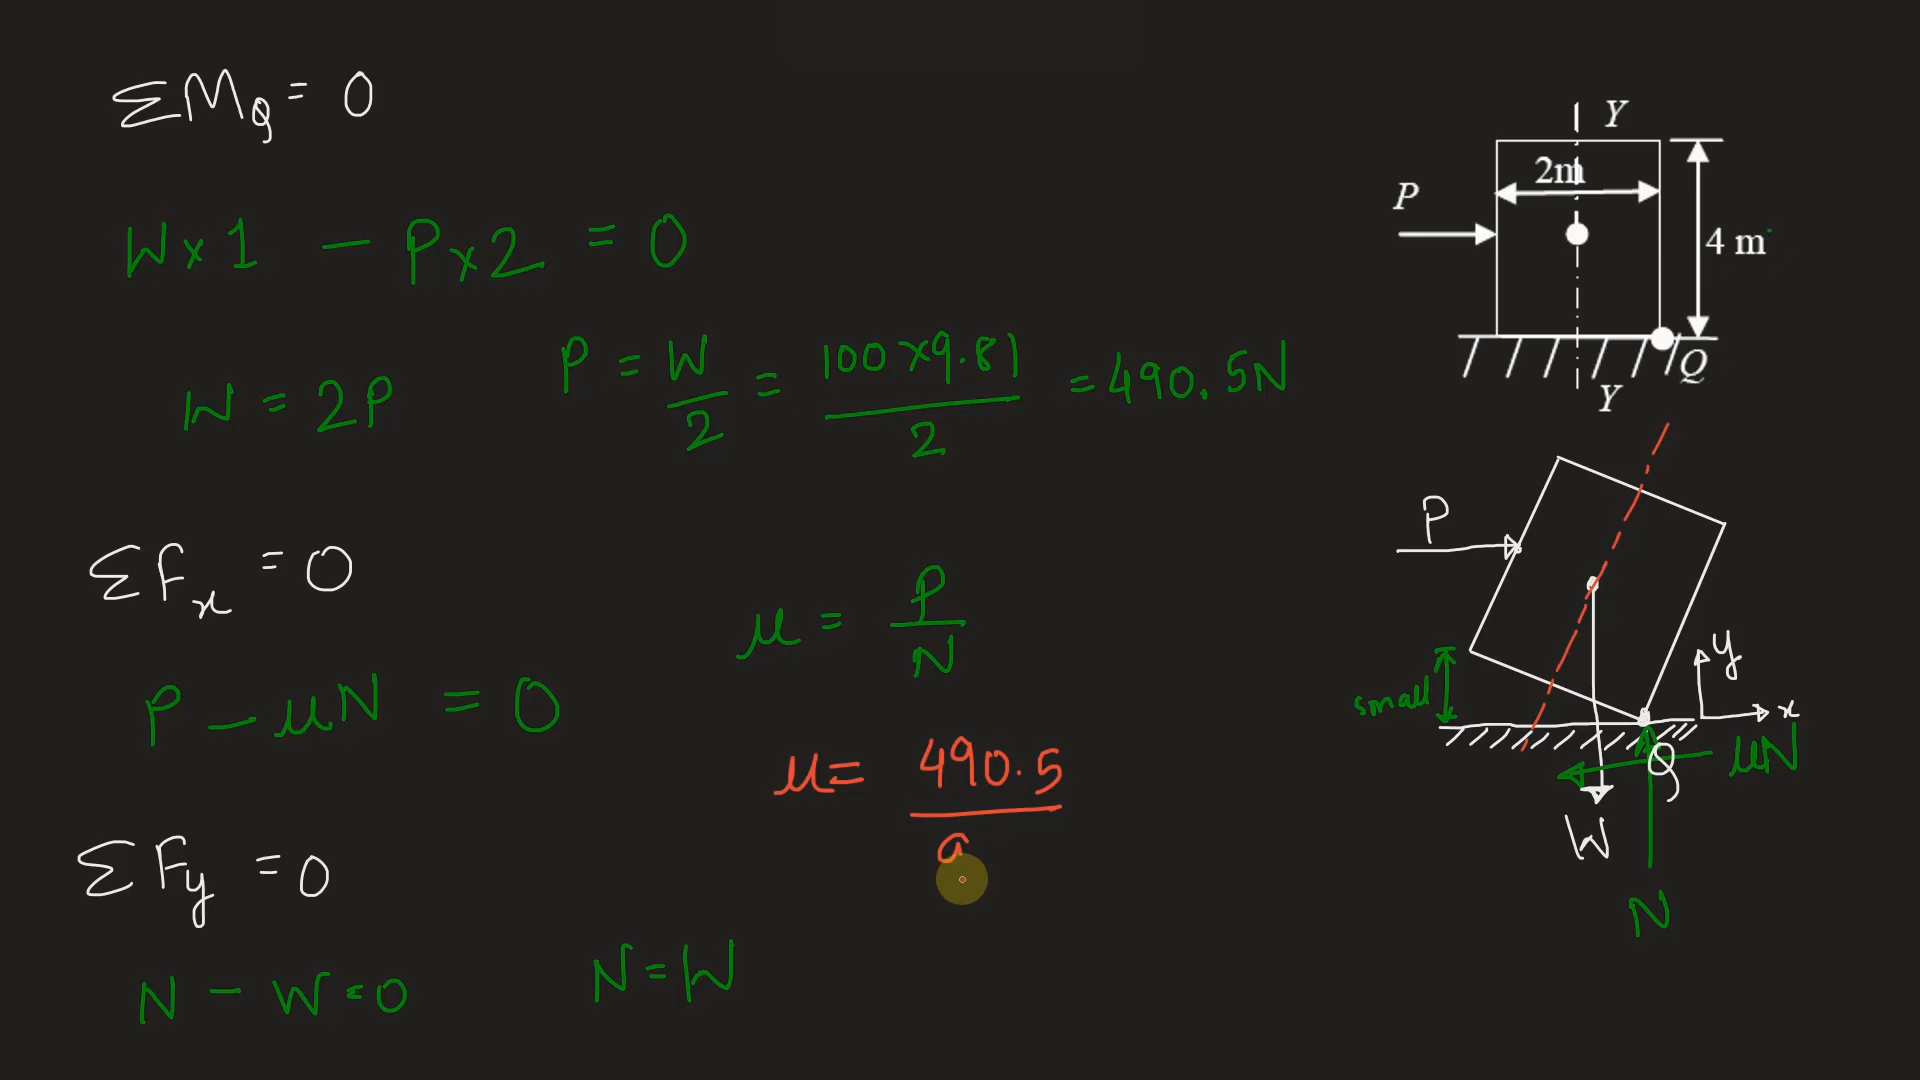 ΣM_Q = 0
W×1 − P×2 = 0
W = 2P
P = W/2 = 100×9.81/2 = 490.5N
ΣF_x = 0
P − μN = 0
μ = P/N
μ = 490.5/9
ΣF_y = 0
N − W = 0
N = W
Y
2m
P
4 m
Q
Y
P
small
y
x
Q
μN
W
N